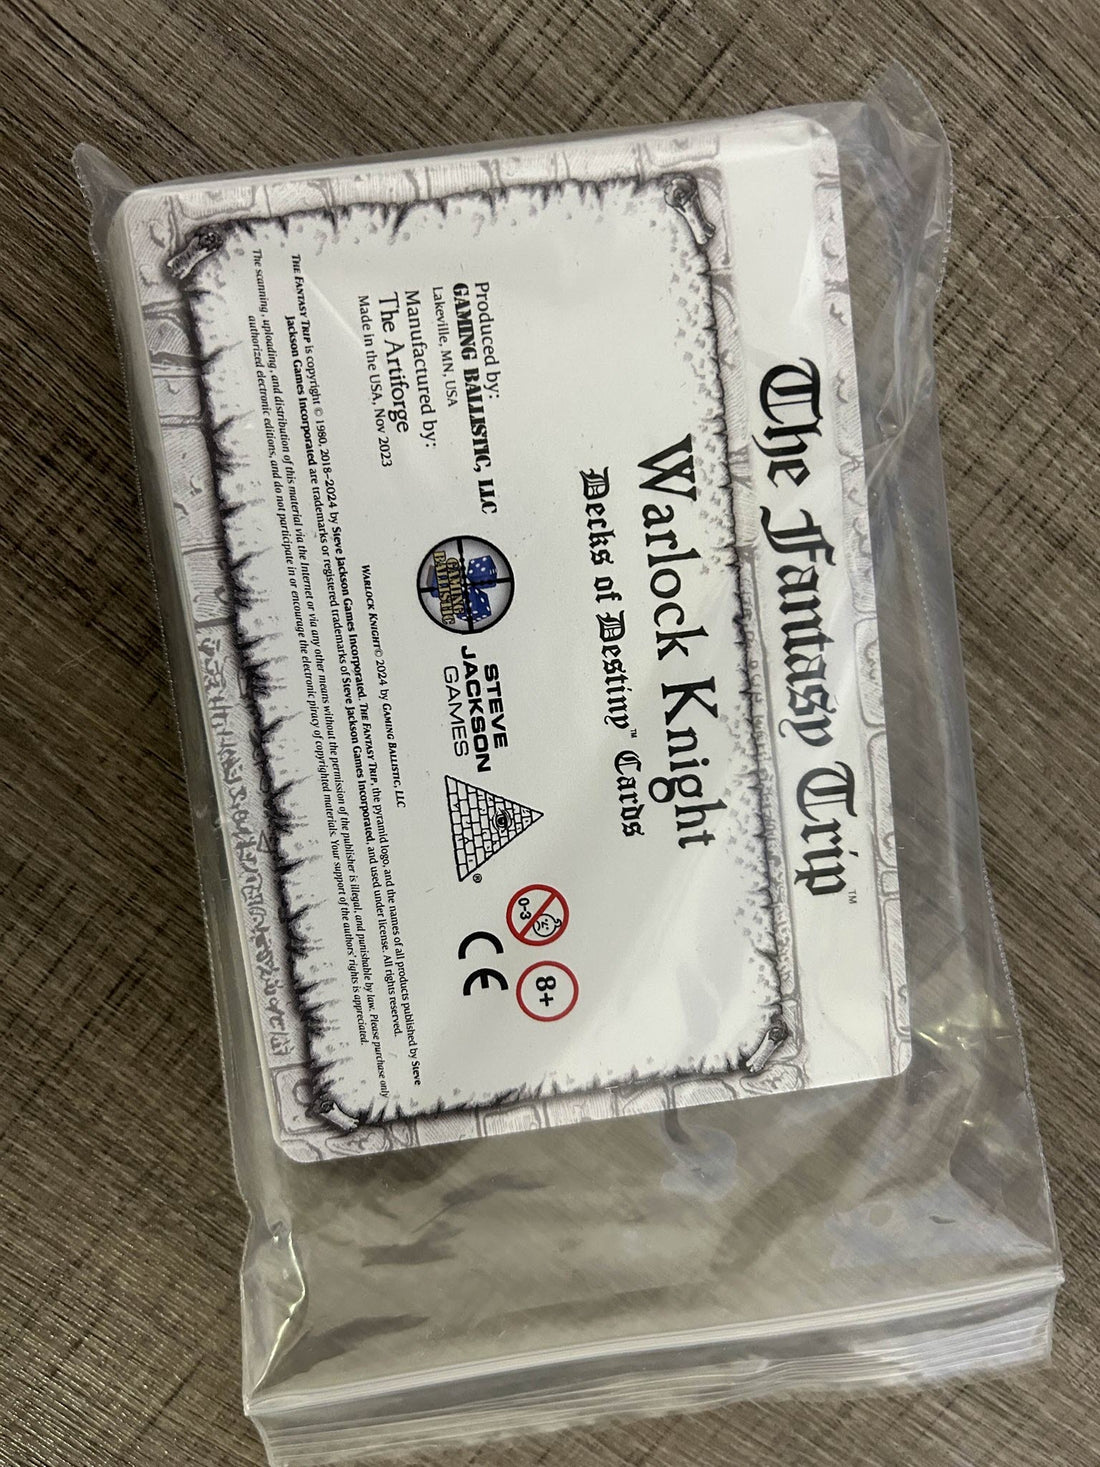 The Fantasy Trip™
Warlock Knight
Decks of Destiny™ Cards
Produced by:
GAMING BALLISTIC, LLC
Lakeville, MN, USA
Manufactured by:
The Artiforge
Made in the USA, Nov 2023
GAMING
BALLISTIC
STEVE
JACKSON
GAMES
®
0-3
8+
CE
WARLOCK KNIGHT© 2024 by GAMING BALLISTIC, LLC
THE FANTASY TRIP is copyright © 1980, 2018–2024 by Steve Jackson Games Incorporated. THE FANTASY TRIP, the pyramid logo, and the names of all products published by Steve
Jackson Games Incorporated are trademarks or registered trademarks of Steve Jackson Games Incorporated, and used under license. All rights reserved.
The scanning, uploading, and distribution of this material via the Internet or via any other means without the permission of the publisher is illegal, and punishable by law. Please purchase only
authorized electronic editions, and do not participate in or encourage the electronic piracy of copyrighted materials. Your support of the authors' rights is appreciated.